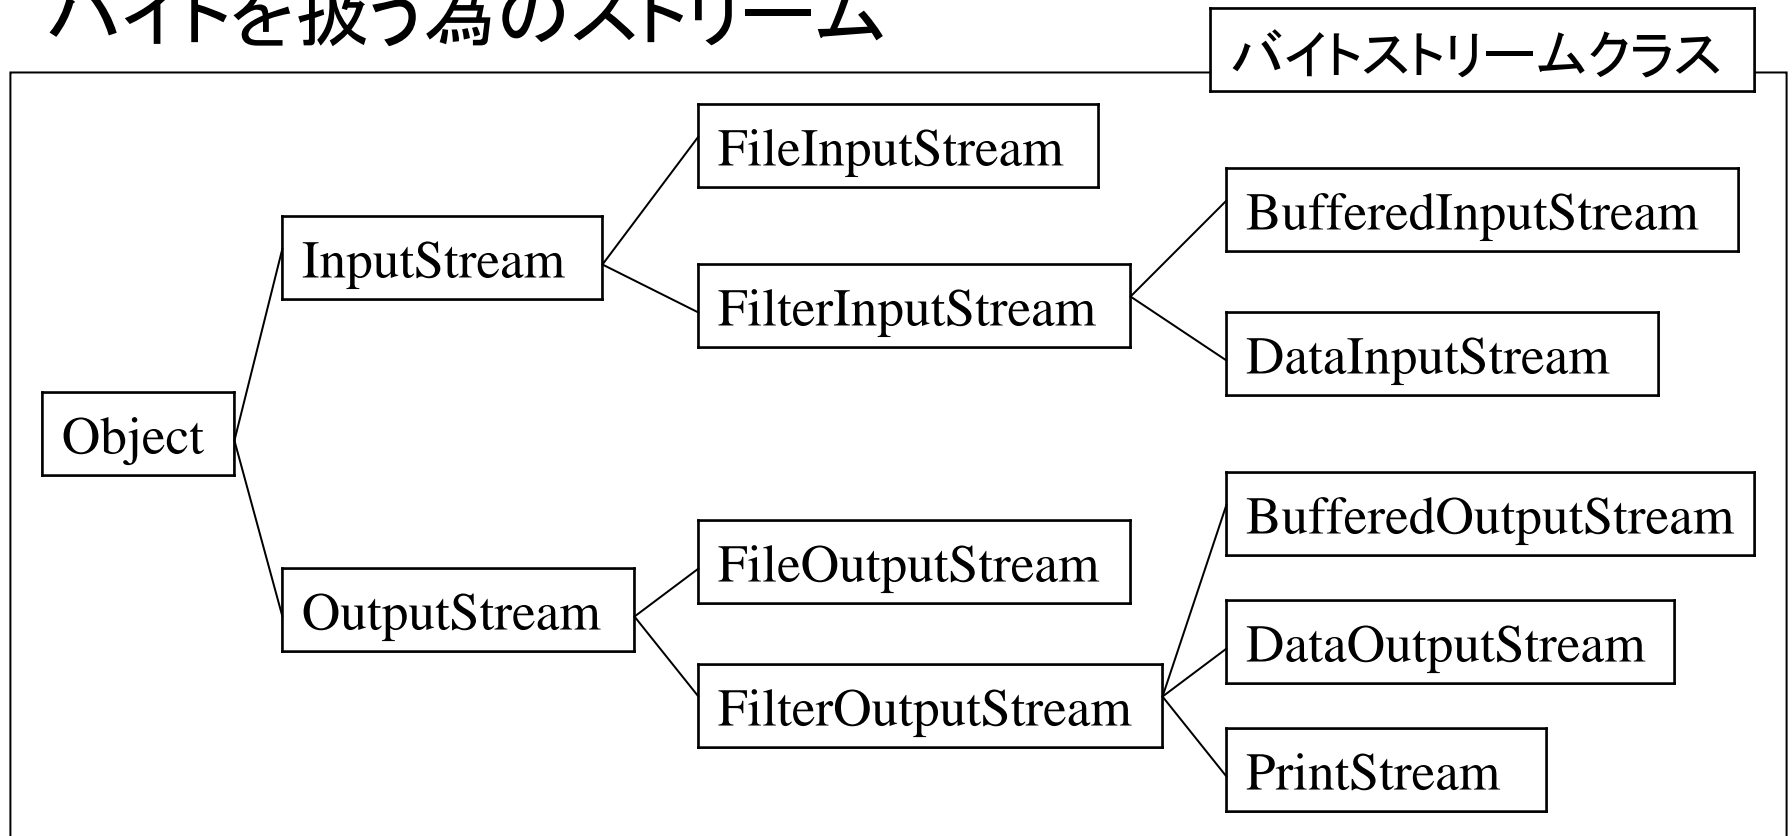 バイトを扱う為のストリーム
バイトストリームクラス
FileInputStream
BufferedInputStream
InputStream
FilterInputStream
DataInputStream
Object
BufferedOutputStream
FileOutputStream
OutputStream
DataOutputStream
FilterOutputStream
PrintStream